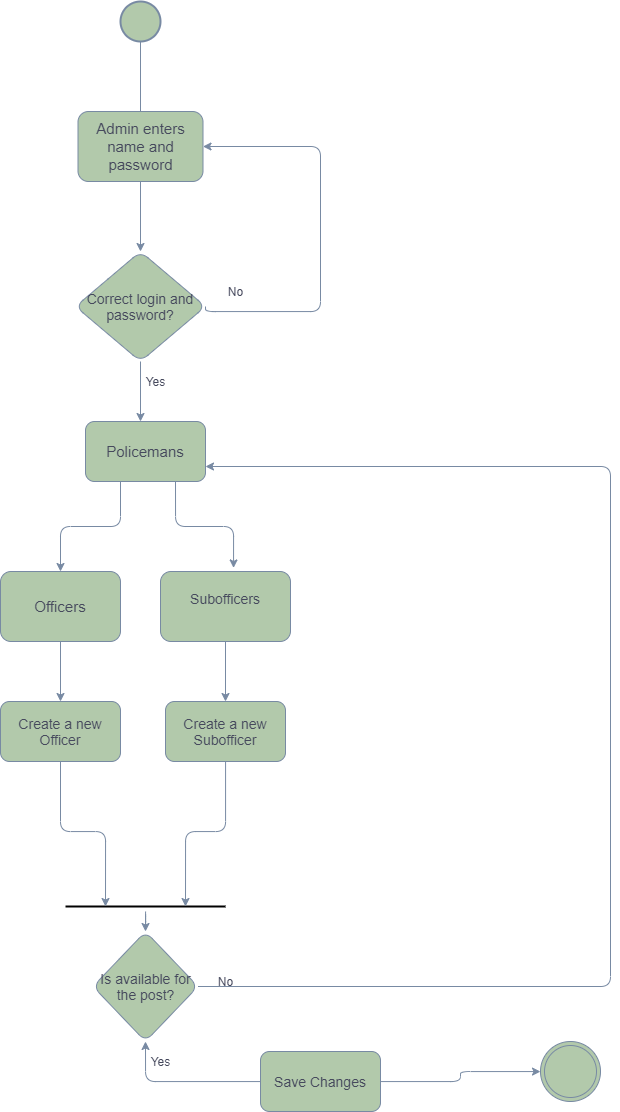 Admin enters
name and
password
Correct login and
password?
No
Yes
Policemans
Officers
Subofficers
Create a new
Officer
Create a new
Subofficer
Is available for
the post?
No
Yes
Save Changes